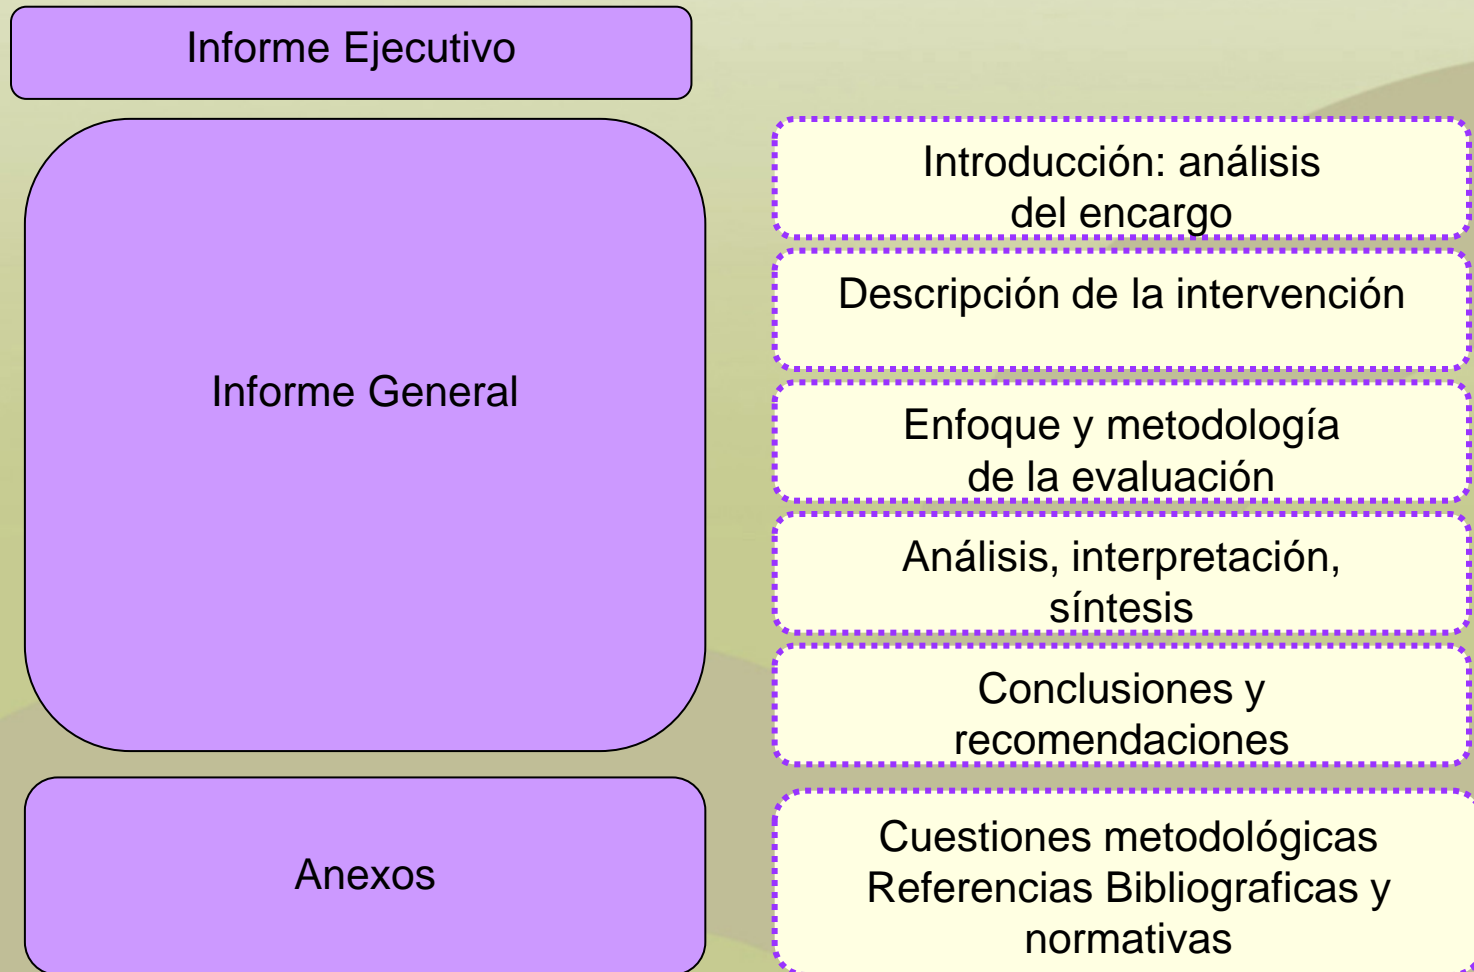 Informe Ejecutivo
Informe General
Introducción: análisis
del encargo
Descripción de la intervención
Enfoque y metodología
de la evaluación
Análisis, interpretación,
síntesis
Conclusiones y
recomendaciones
Anexos
Cuestiones metodológicas
Referencias Bibliograficas y
normativas